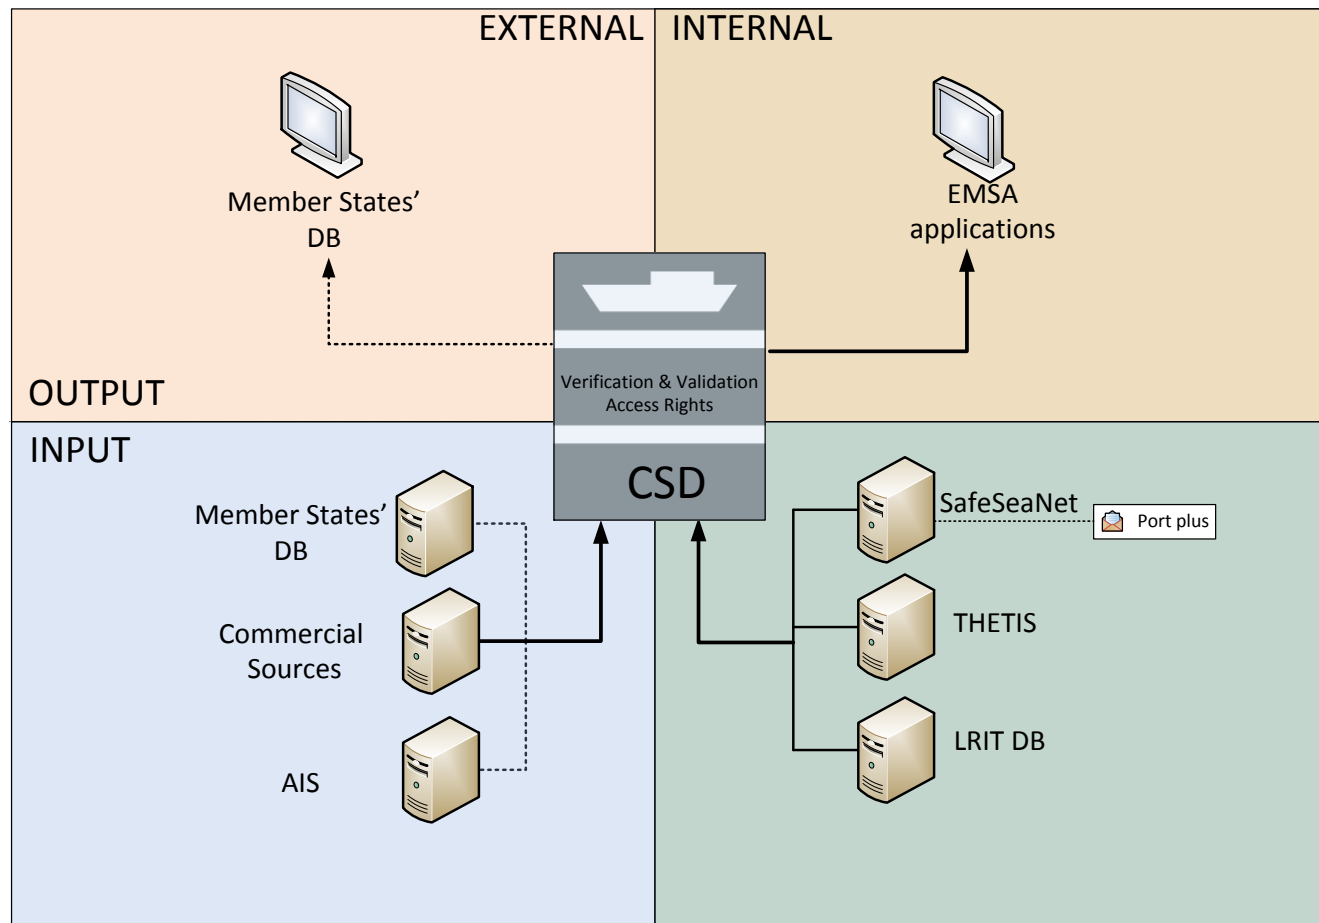 EXTERNAL
INTERNAL
Member States’
DB
EMSA
applications
OUTPUT
Verification & Validation
Access Rights
CSD
INPUT
Member States’
DB
Commercial
Sources
AIS
SafeSeaNet
Port plus
THETIS
LRIT DB